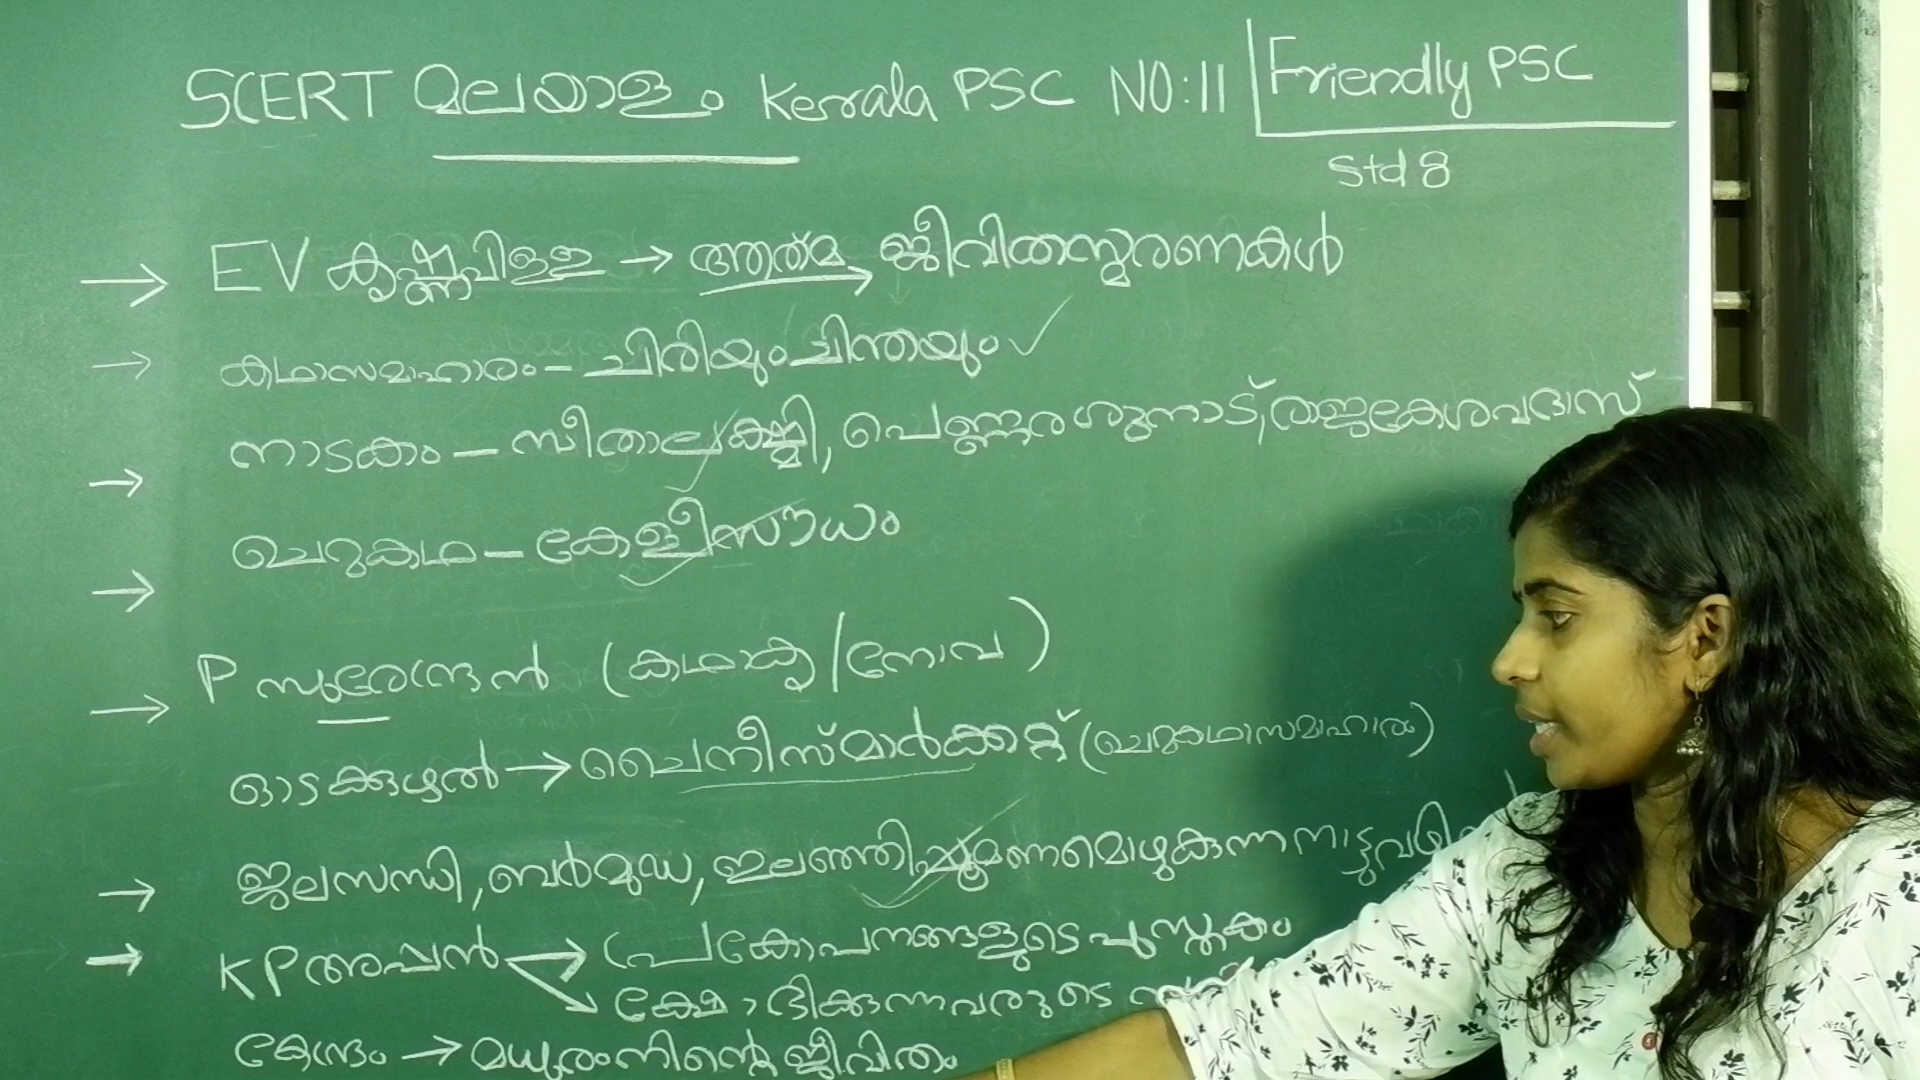 SCERT മലയാളം Kerala PSC NO:11
Friendly PSC
Std 8
→ EV കൃഷ്ണപിള്ള → ആത്മ ജീവിതസ്മരണകൾ
→ കഥാസമാഹാരം - ചിരിയും ചിന്തയും ✓
→ നാടകം - സീതാലക്ഷ്മി, പെണ്ണരശുനാട്, രാജകേശവദാസ്
→ ചെറുകഥ - കേളീസൗധം
→ P സുരേന്ദ്രൻ (കഥാകൃ/നോവ)
ഓടക്കുഴൽ → ചൈനീസ് മാർക്കറ്റ് (ചെറുകഥാസമാഹാരം)
→ ജലസന്ധി, ബർമുഡ, ഇലഞ്ഞിപ്പൂമണമൊഴുകുന്ന
→ KP അപ്പൻ → പ്രകോപനങ്ങളുടെ പുസ്തകം
ക്ഷോഭിക്കുന്നവരുടെ
കേന്ദ്രം → മധുരം നിന്റെ ജീവിതം